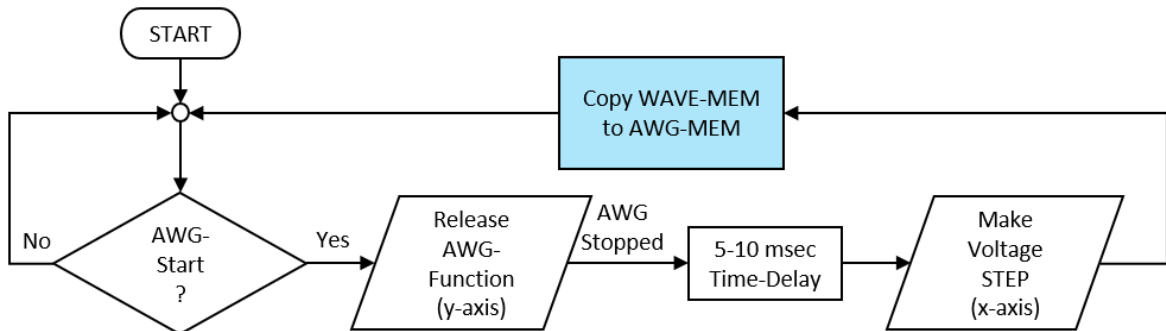 START
Copy WAVE-MEM
to AWG-MEM
No
AWG-
Start
?
Yes
Release
AWG-
Function
(y-axis)
AWG
Stopped
5-10 msec
Time-Delay
Make
Voltage
STEP
(x-axis)